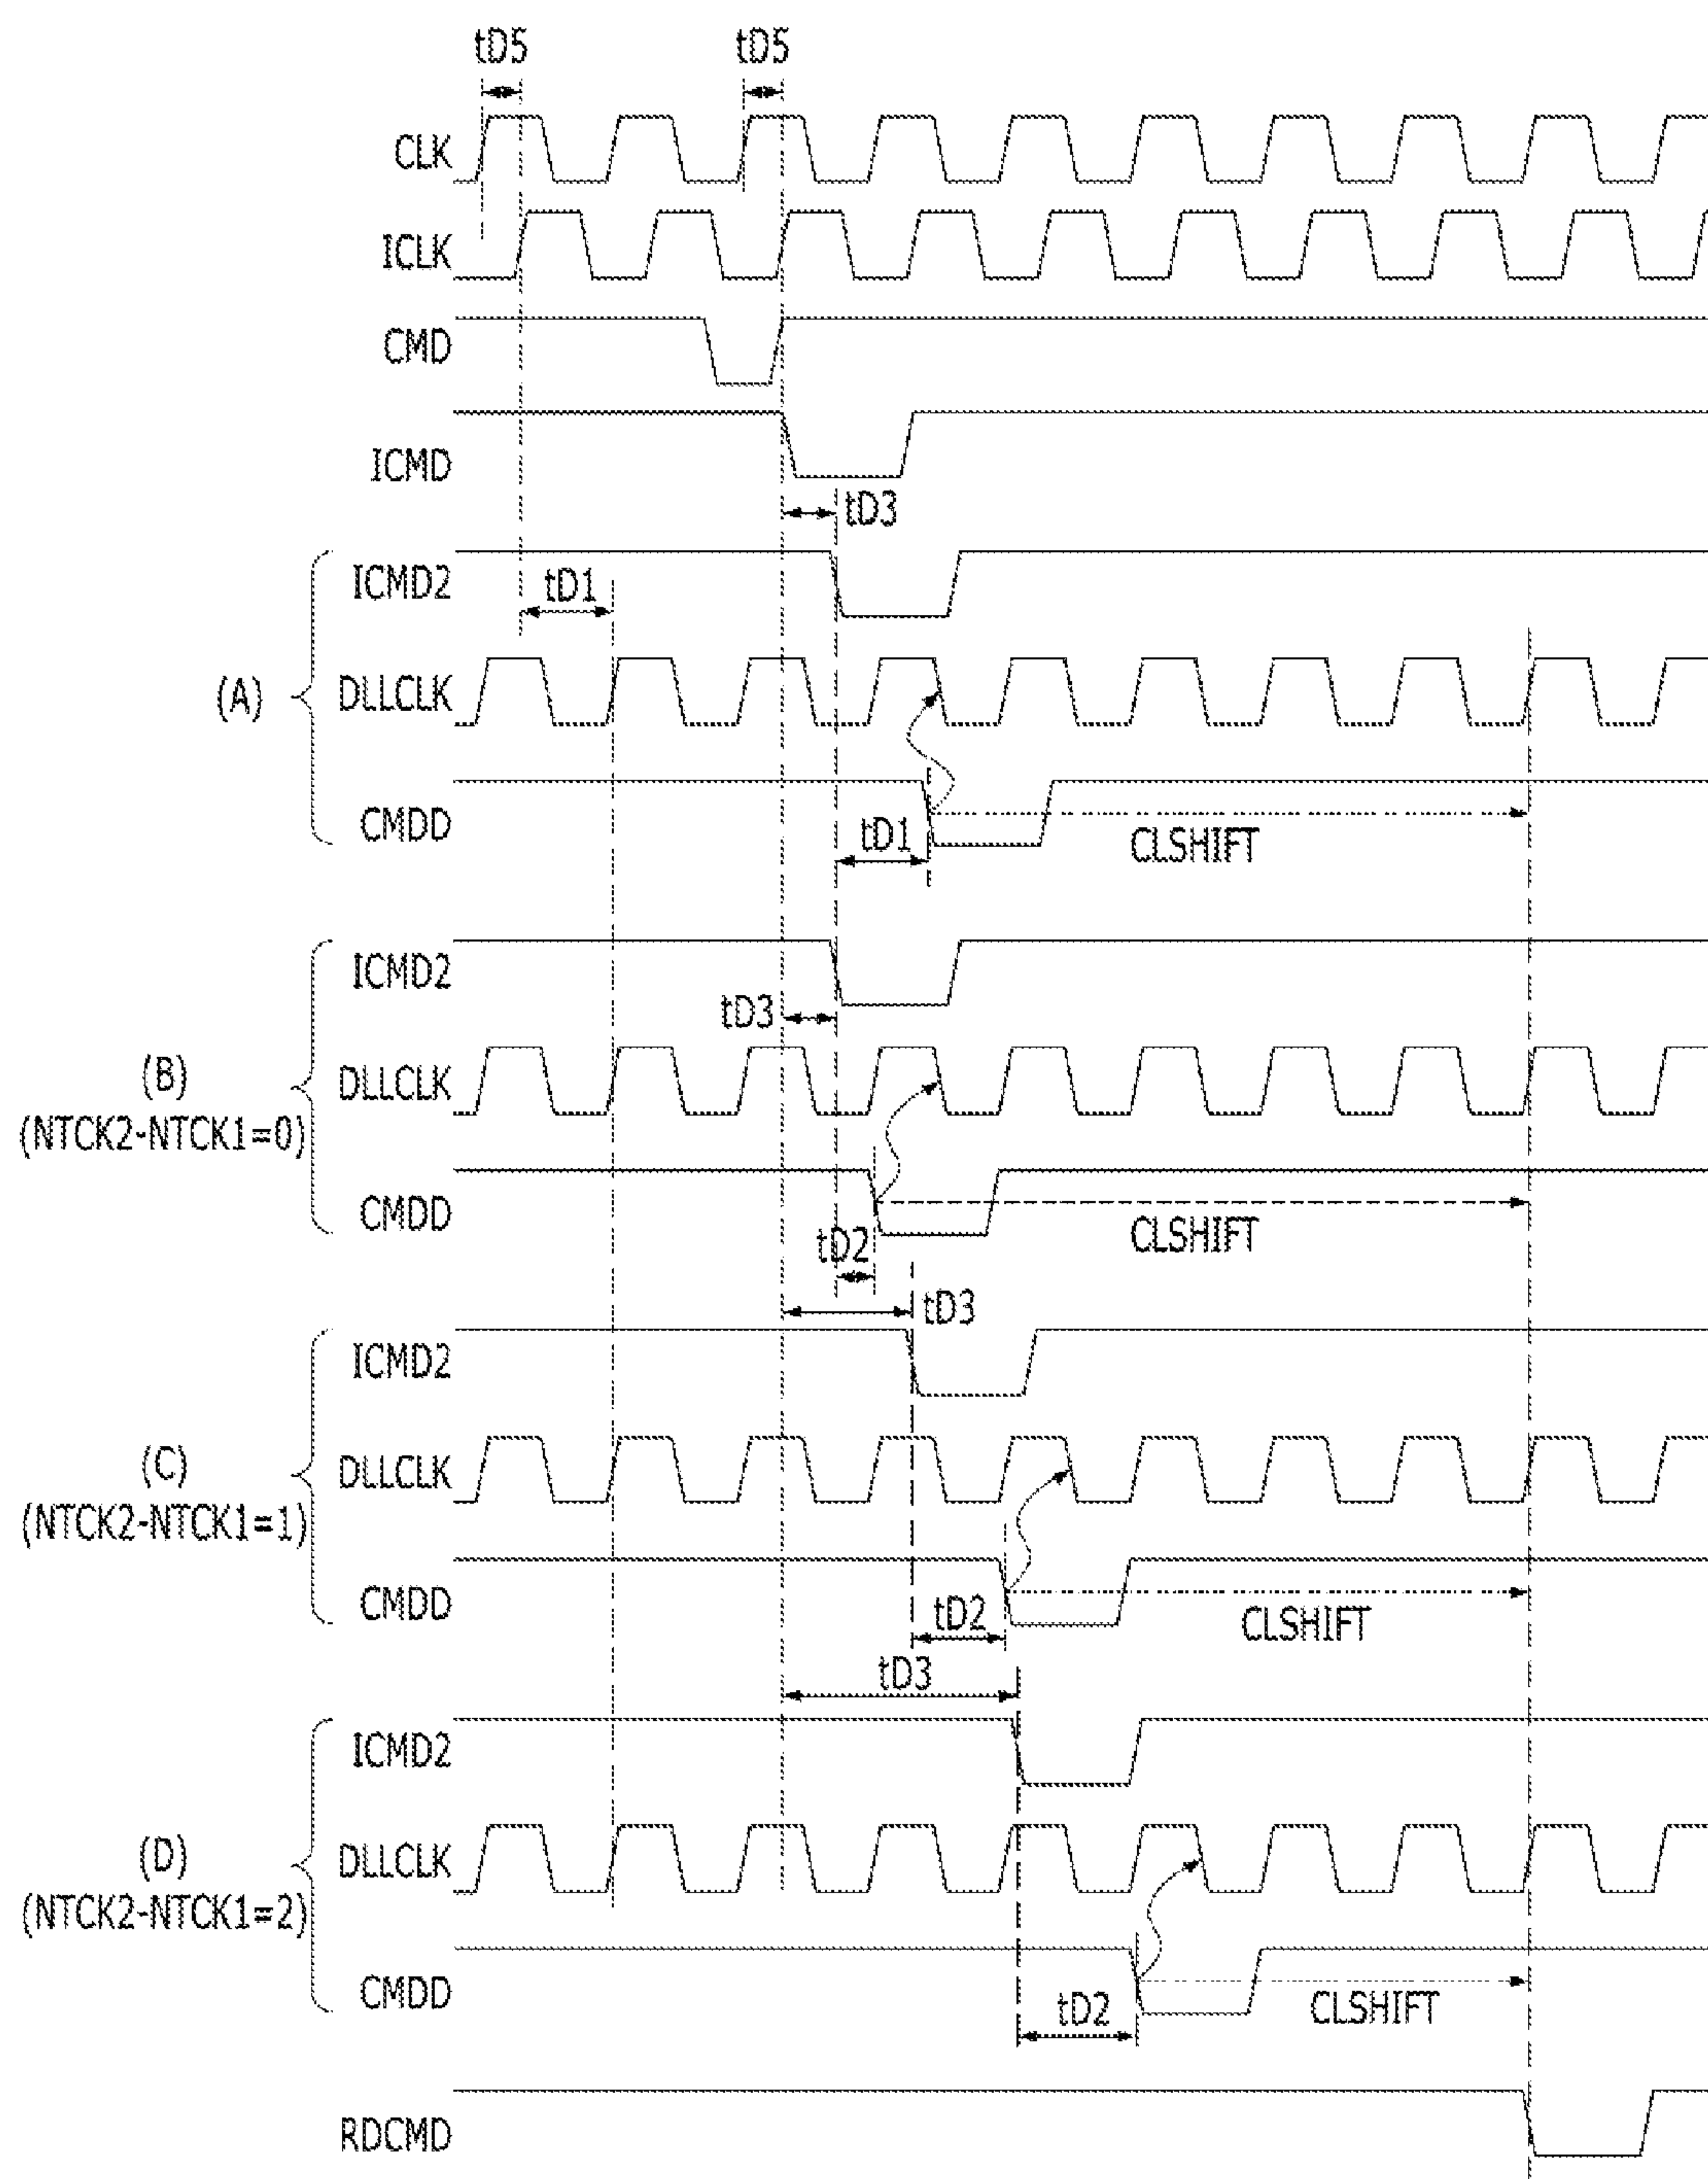 tD5 tD5
CLK
ICLK
CMD
ICMD
tD3
ICMD2
tD1
(A)
DLLCLK
CMDD
tD1
CLSHIFT
ICMD2
tD3
(B)
(NTCK2-NTCK1=0)
DLLCLK
CMDD
CLSHIFT
tD2
tD3
ICMD2
(C)
(NTCK2-NTCK1=1)
DLLCLK
CMDD
tD2
CLSHIFT
tD3
ICMD2
(D)
(NTCK2-NTCK1=2)
DLLCLK
CMDD
tD2
CLSHIFT
RDCMD